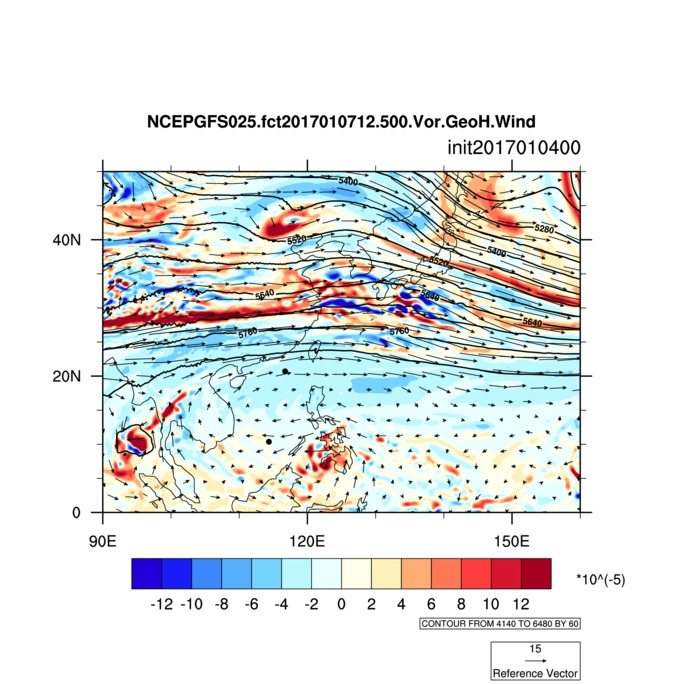 NCEPGFS025.fct2017010712.500.Vor.GeoH.Wind
init2017010400
5400
5280
40N
5520
5400
5520
5640
5640
5640
5760
5760
20N
0
90E 120E 150E
-12 -10 -8 -6 -4 -2 0 2 4 6 8 10 12
*10^(-5)
CONTOUR FROM 4140 TO 6480 BY 60
15
Reference Vector